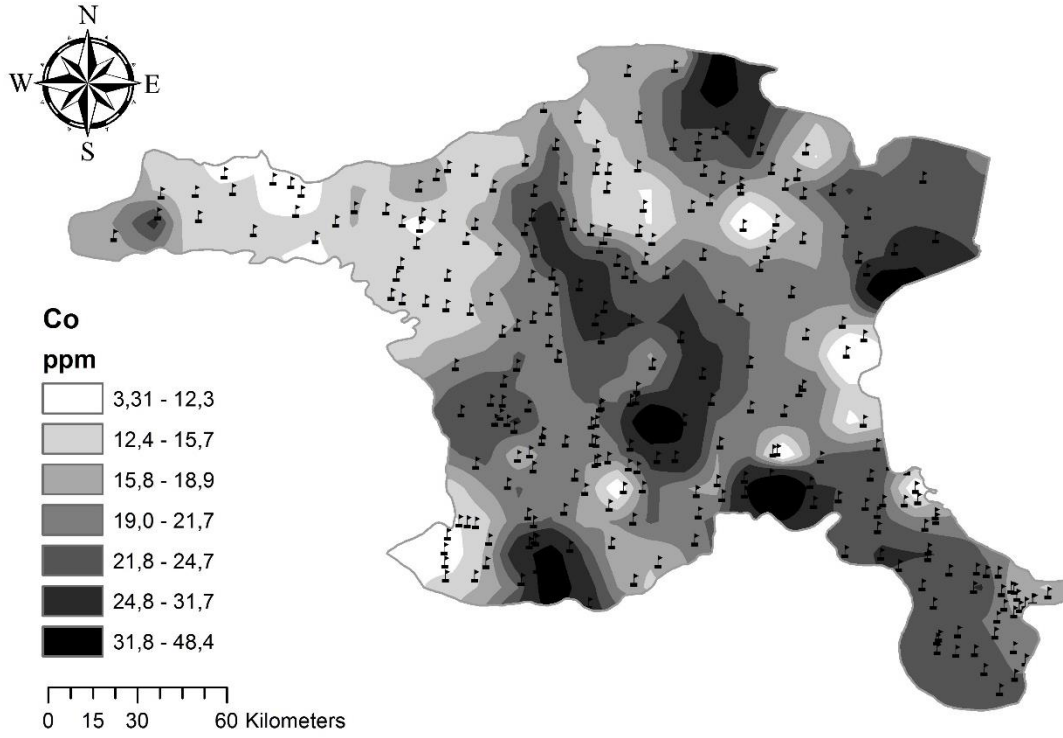 N
W E
S
Co
ppm
3,31 - 12,3
12,4 - 15,7
15,8 - 18,9
19,0 - 21,7
21,8 - 24,7
24,8 - 31,7
31,8 - 48,4
0 15 30 60 Kilometers